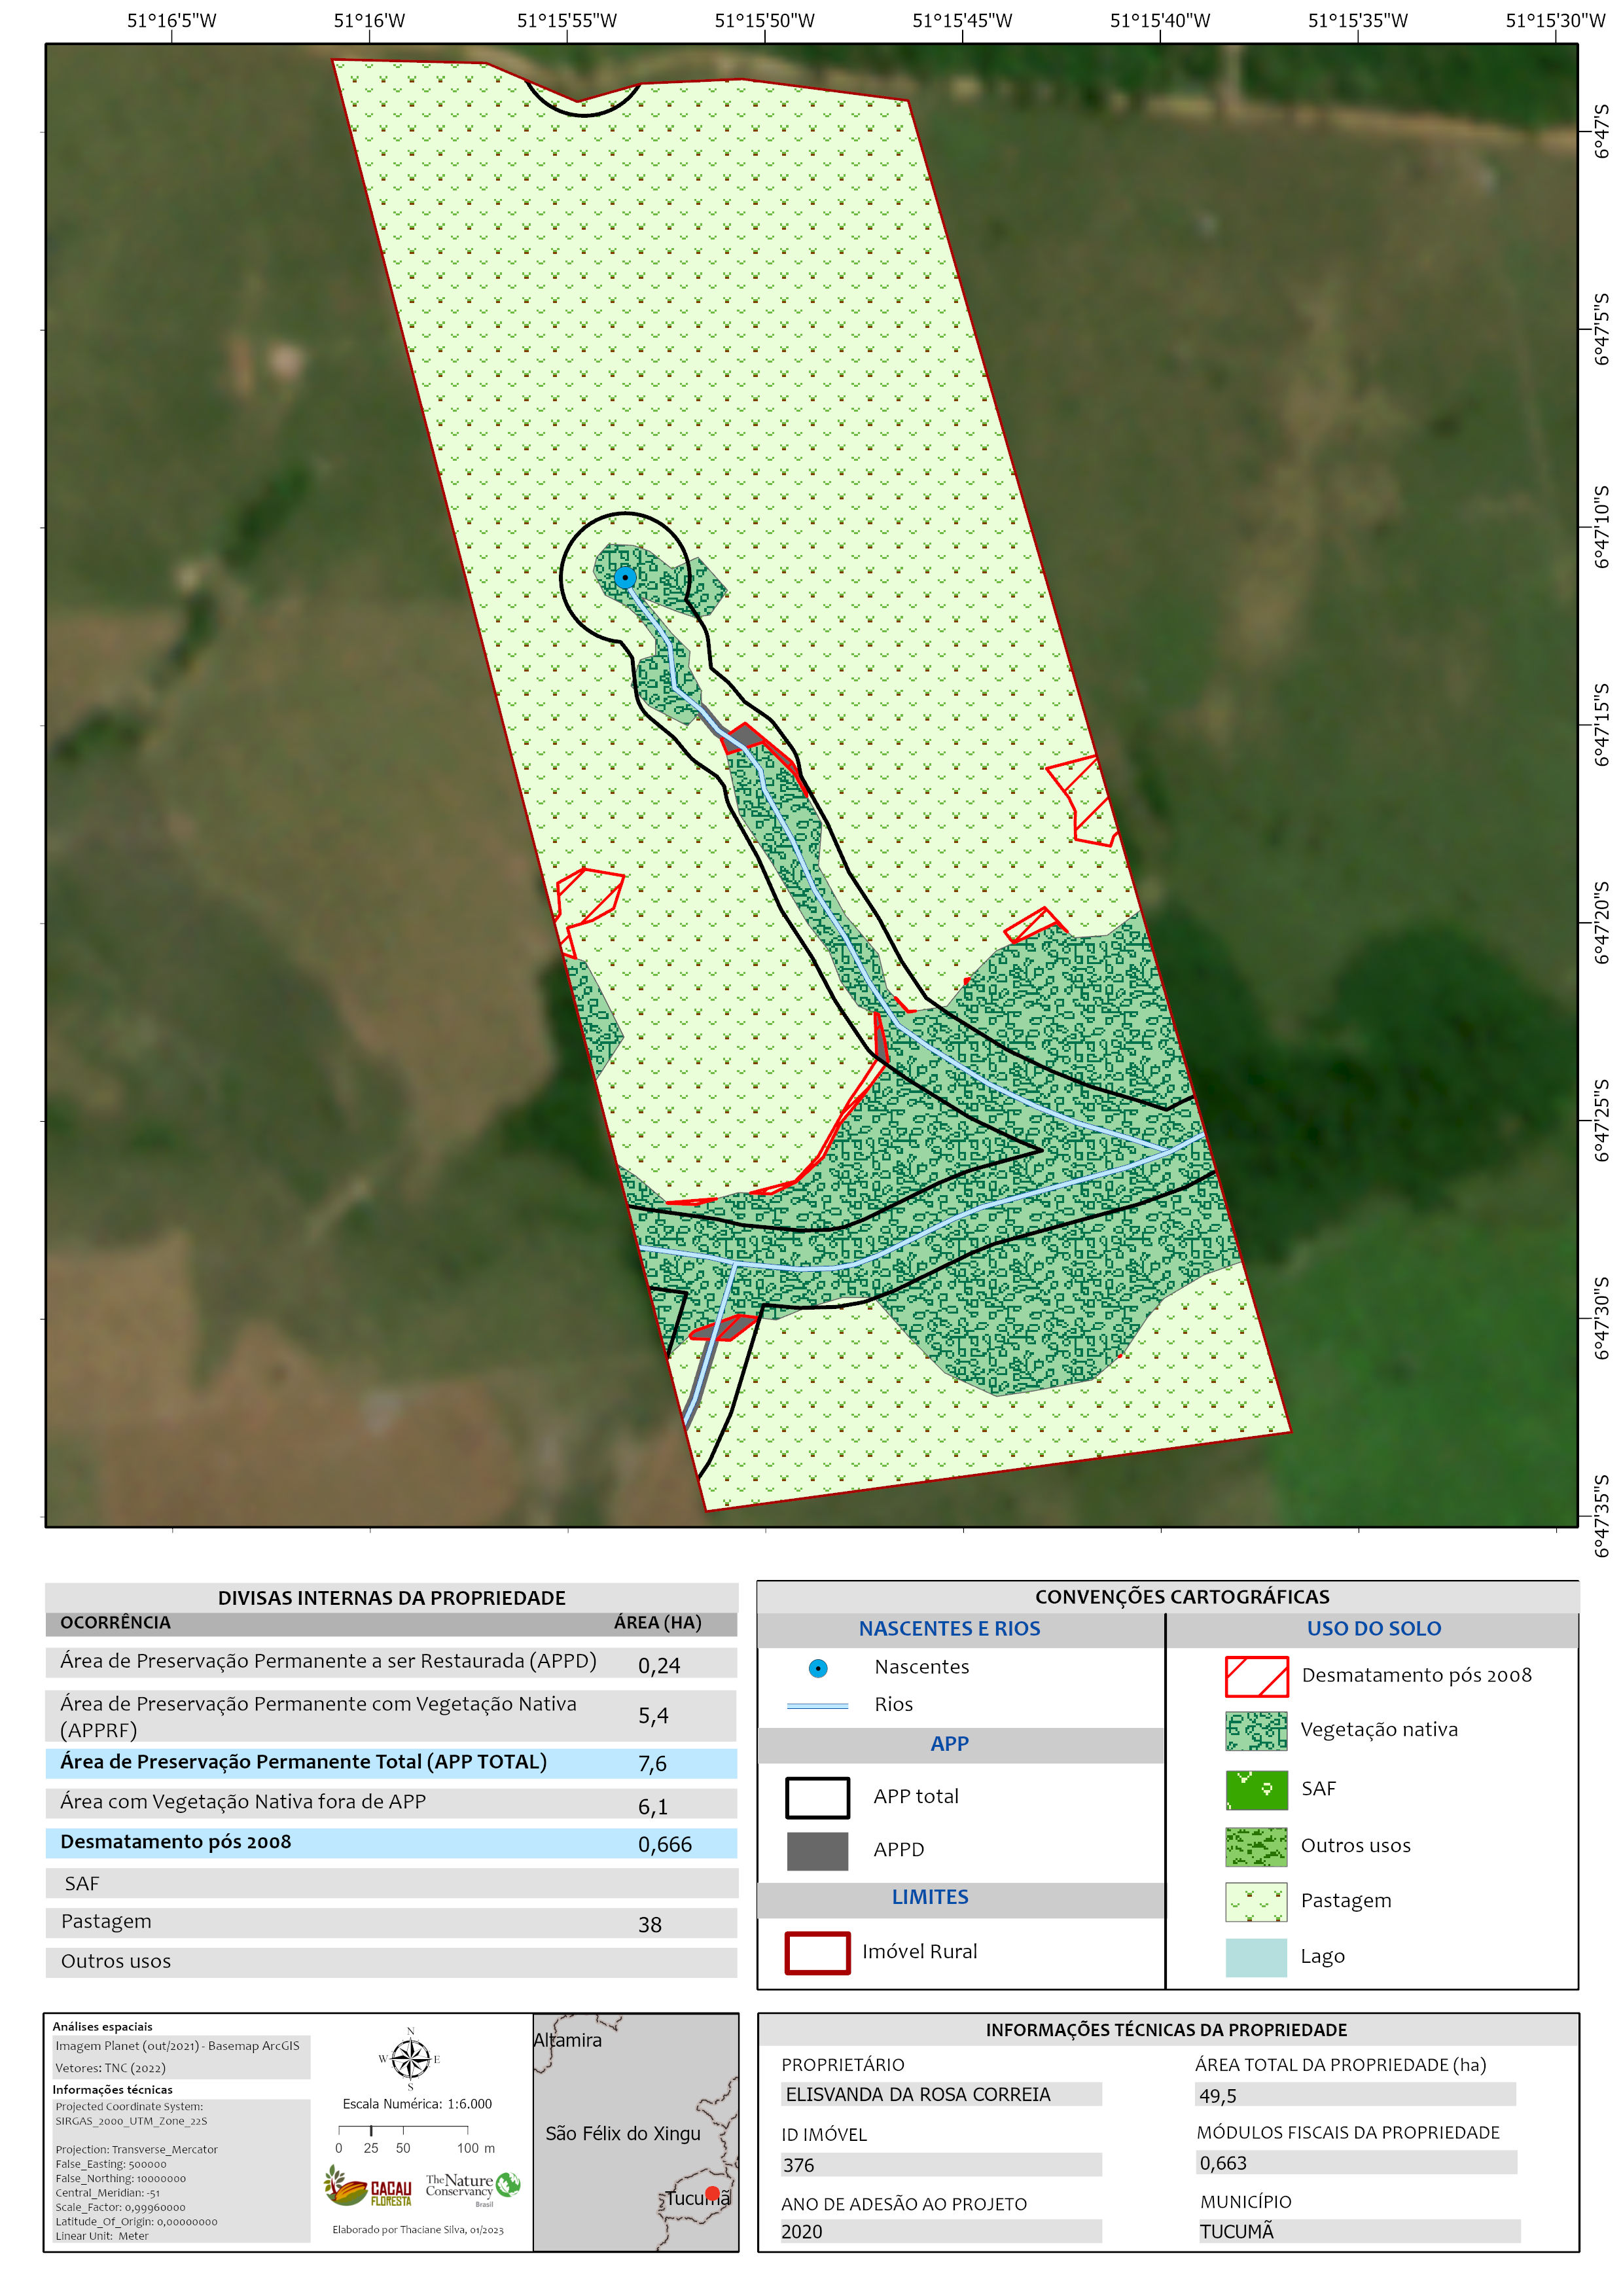 51°16'5"W 51°16'W 51°15'55"W 51°15'50"W 51°15'45"W 51°15'40"W 51°15'35"W 51°15'30"W
6°47'S
6°47'5"S
6°47'10"S
6°47'15"S
6°47'20"S
6°47'25"S
6°47'30"S
6°47'35"S
DIVISAS INTERNAS DA PROPRIEDADE
OCORRÊNCIA ÁREA (HA)
Área de Preservação Permanente a ser Restaurada (APPD) 0,24
Área de Preservação Permanente com Vegetação Nativa
(APPRF) 5,4
Área de Preservação Permanente Total (APP TOTAL) 7,6
Área com Vegetação Nativa fora de APP 6,1
Desmatamento pós 2008 0,666
SAF
Pastagem 38
Outros usos
CONVENÇÕES CARTOGRÁFICAS
NASCENTES E RIOS
Nascentes
Rios
APP
APP total
APPD
LIMITES
Imóvel Rural
USO DO SOLO
Desmatamento pós 2008
Vegetação nativa
SAF
Outros usos
Pastagem
Lago
Análises espaciais
Imagem Planet (out/2021) - Basemap ArcGIS
Vetores: TNC (2022)
Informações técnicas
Projected Coordinate System:
SIRGAS_2000_UTM_Zone_22S
Projection: Transverse_Mercator
False_Easting: 500000
False_Northing: 10000000
Central_Meridian: -51
Scale_Factor: 0,99960000
Latitude_Of_Origin: 0,00000000
Linear Unit: Meter
N
W E
S
Escala Numérica: 1:6.000
0 25 50 100 m
CACAU
FLORESTA
The Nature
Conservancy
Brasil
Elaborado por Thaciane Silva, 01/2023
Altamira
São Félix do Xingu
Tucumã
INFORMAÇÕES TÉCNICAS DA PROPRIEDADE
PROPRIETÁRIO
ELISVANDA DA ROSA CORREIA
ID IMÓVEL
376
ANO DE ADESÃO AO PROJETO
2020
ÁREA TOTAL DA PROPRIEDADE (ha)
49,5
MÓDULOS FISCAIS DA PROPRIEDADE
0,663
MUNICÍPIO
TUCUMÃ